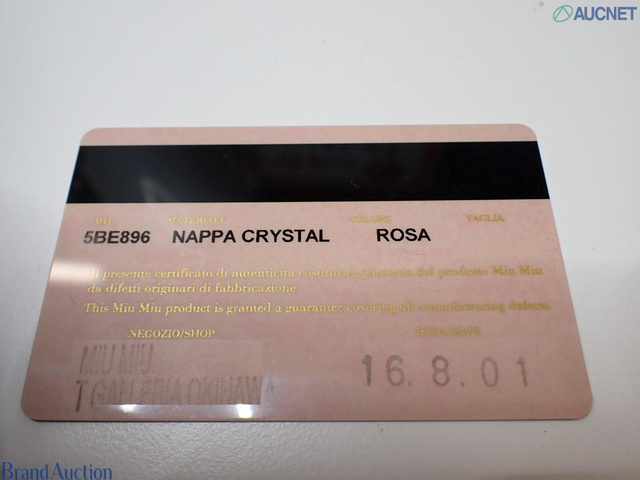 AUCNET
ART. MATERIALE COLORE TAGLIA
5BE896 NAPPA CRYSTAL ROSA
Il presente certificato di autenticità costituisce garanzia del prodotto Miu Miu
da difetti originari di fabbricazione
This Miu Miu product is granted a guarantee covering all manufacturing defects.
NEGOZIO/SHOP DATA/DATE
MIU MIU
T GALLERIA OKINAWA
16.8.01
Brand Auction